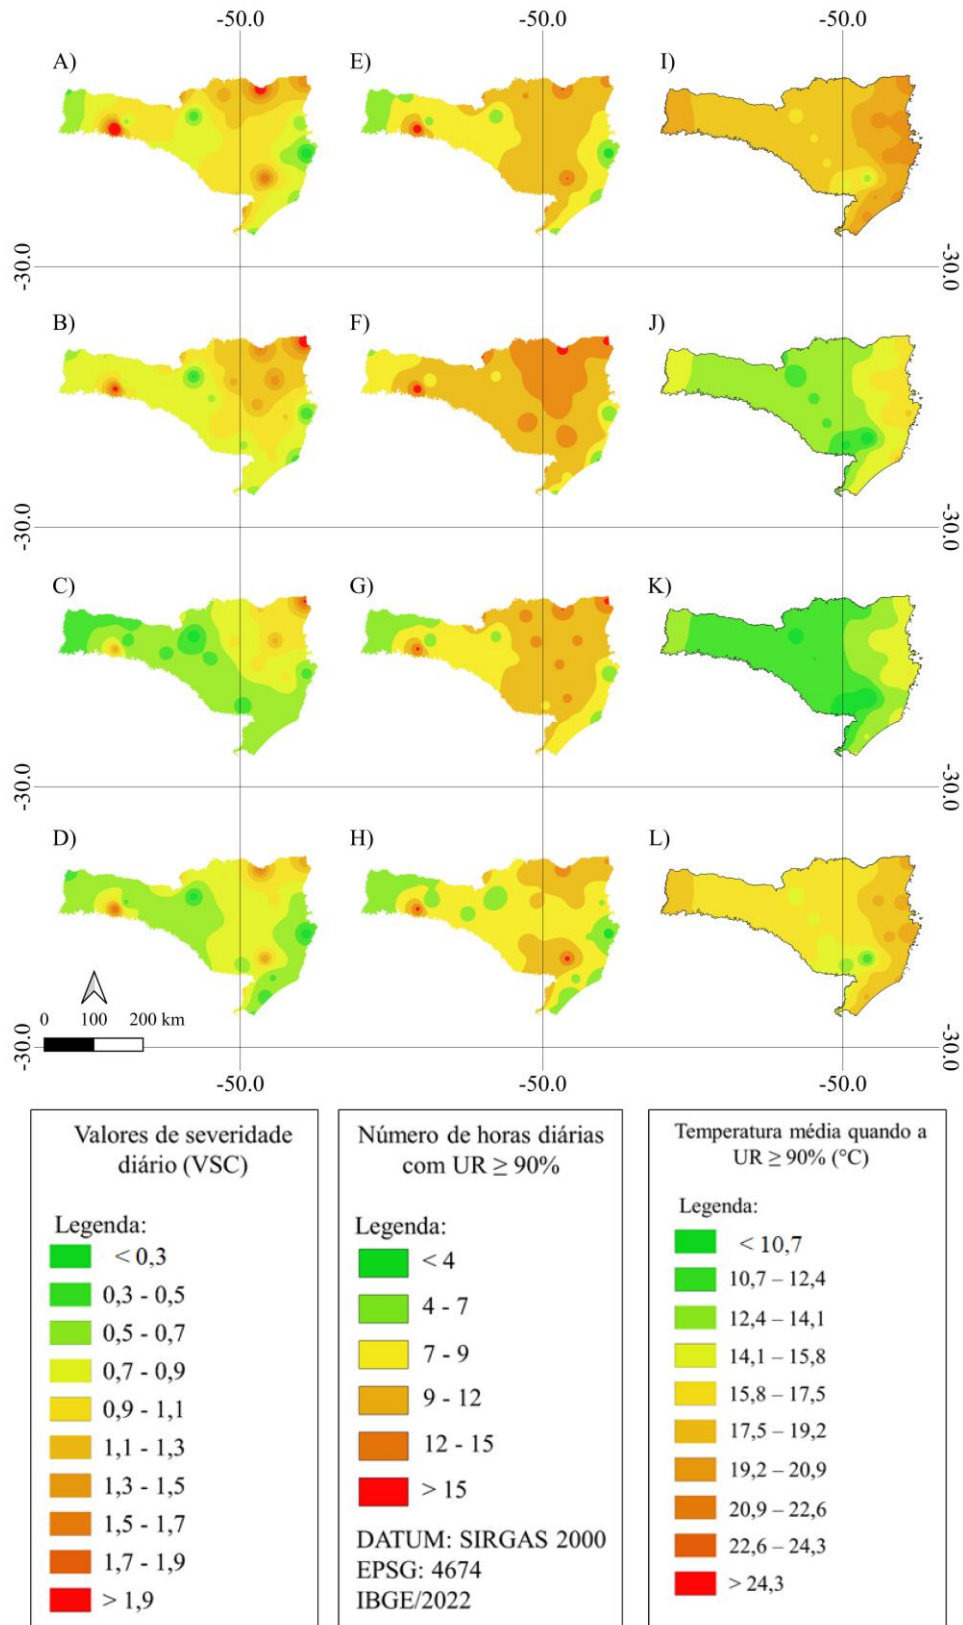 -50.0 -50.0 -50.0
A) E) I)
-30.0 -30.0
B) F) J)
-30.0 -30.0
C) G) K)
-30.0 -30.0
D) H) L)
0 100 200 km
-30.0 -30.0
-50.0 -50.0 -50.0
Valores de severidade
diário (VSC)
Legenda:
< 0,3
0,3 - 0,5
0,5 - 0,7
0,7 - 0,9
0,9 - 1,1
1,1 - 1,3
1,3 - 1,5
1,5 - 1,7
1,7 - 1,9
> 1,9
Número de horas diárias
com UR ≥ 90%
Legenda:
< 4
4 - 7
7 - 9
9 - 12
12 - 15
> 15
DATUM: SIRGAS 2000
EPSG: 4674
IBGE/2022
Temperatura média quando a
UR ≥ 90% (°C)
Legenda:
< 10,7
10,7 – 12,4
12,4 – 14,1
14,1 – 15,8
15,8 – 17,5
17,5 – 19,2
19,2 – 20,9
20,9 – 22,6
22,6 – 24,3
> 24,3